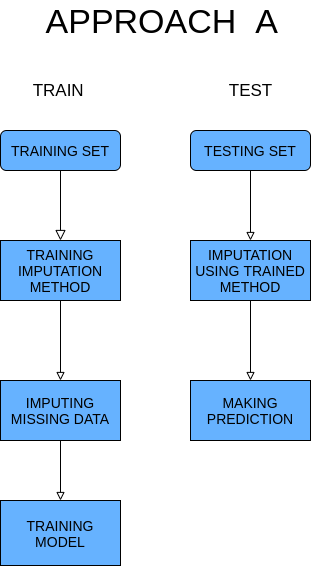 APPROACH A
TRAIN
TEST
TRAINING SET
TESTING SET
TRAINING
IMPUTATION
METHOD
IMPUTATION
USING TRAINED
METHOD
IMPUTING
MISSING DATA
MAKING
PREDICTION
TRAINING
MODEL